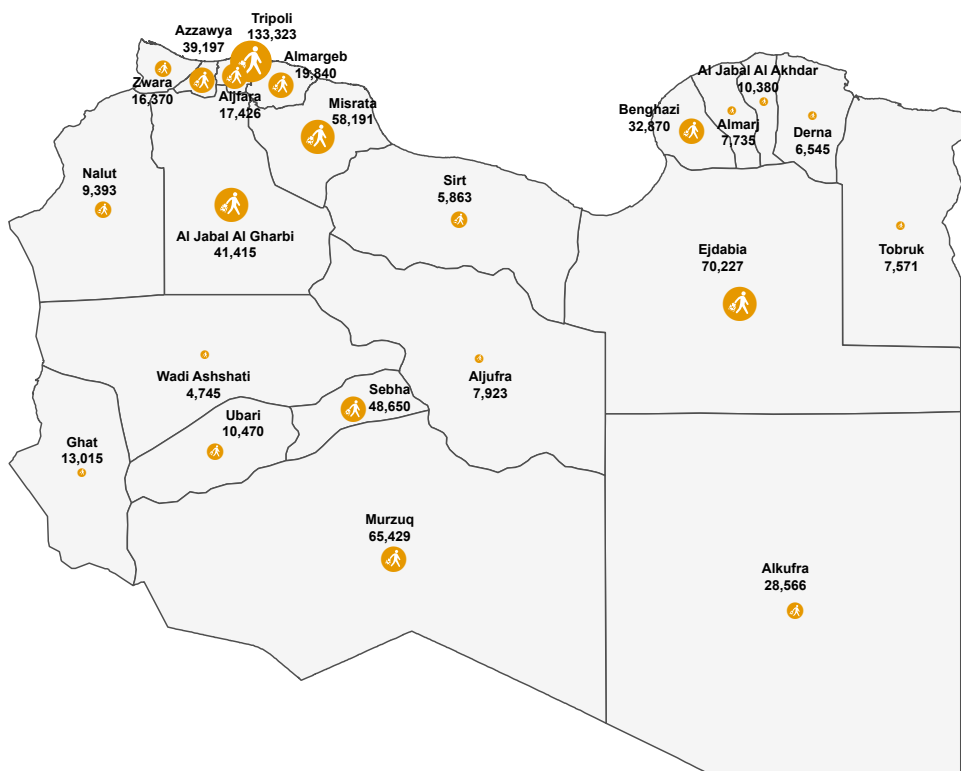 Tripoli
133,323
Azzawya
39,197
Almargeb
19,840
Zwara
16,370
Aljfara
17,426
Misrata
58,191
Al Jabal Al Akhdar
10,380
Benghazi
32,870
Almarj
7,735
Derna
6,545
Nalut
9,393
Sirt
5,863
Al Jabal Al Gharbi
41,415
Ejdabia
70,227
Tobruk
7,571
Wadi Ashshati
4,745
Sebha
48,650
Aljufra
7,923
Ubari
10,470
Ghat
13,015
Murzuq
65,429
Alkufra
28,566